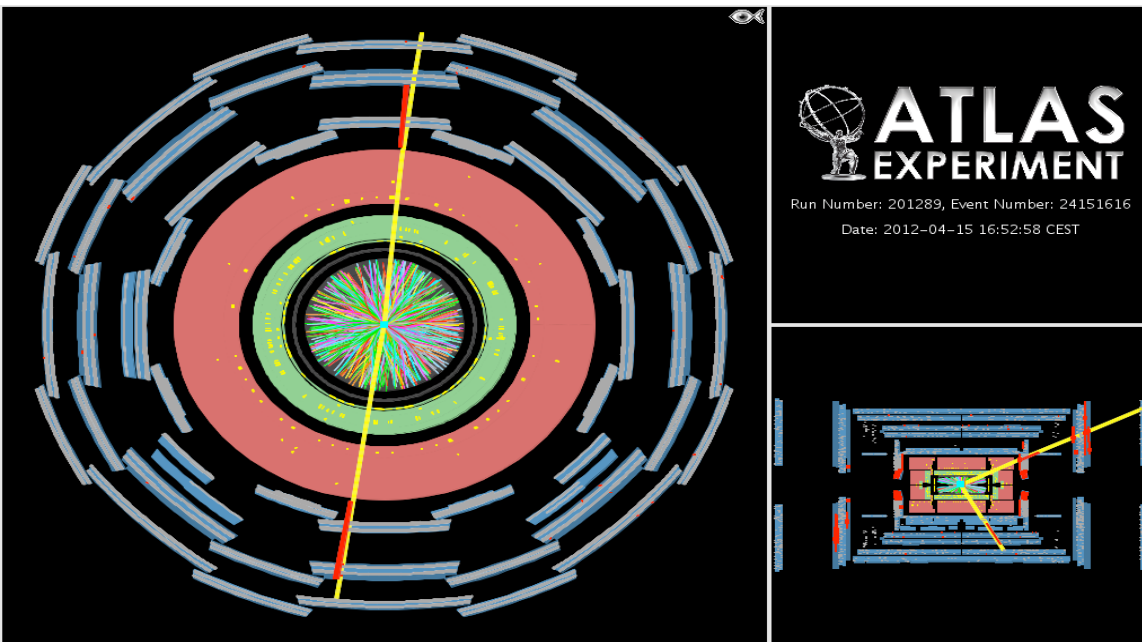 ATLAS
EXPERIMENT
Run Number: 201289, Event Number: 24151616
Date: 2012-04-15 16:52:58 CEST